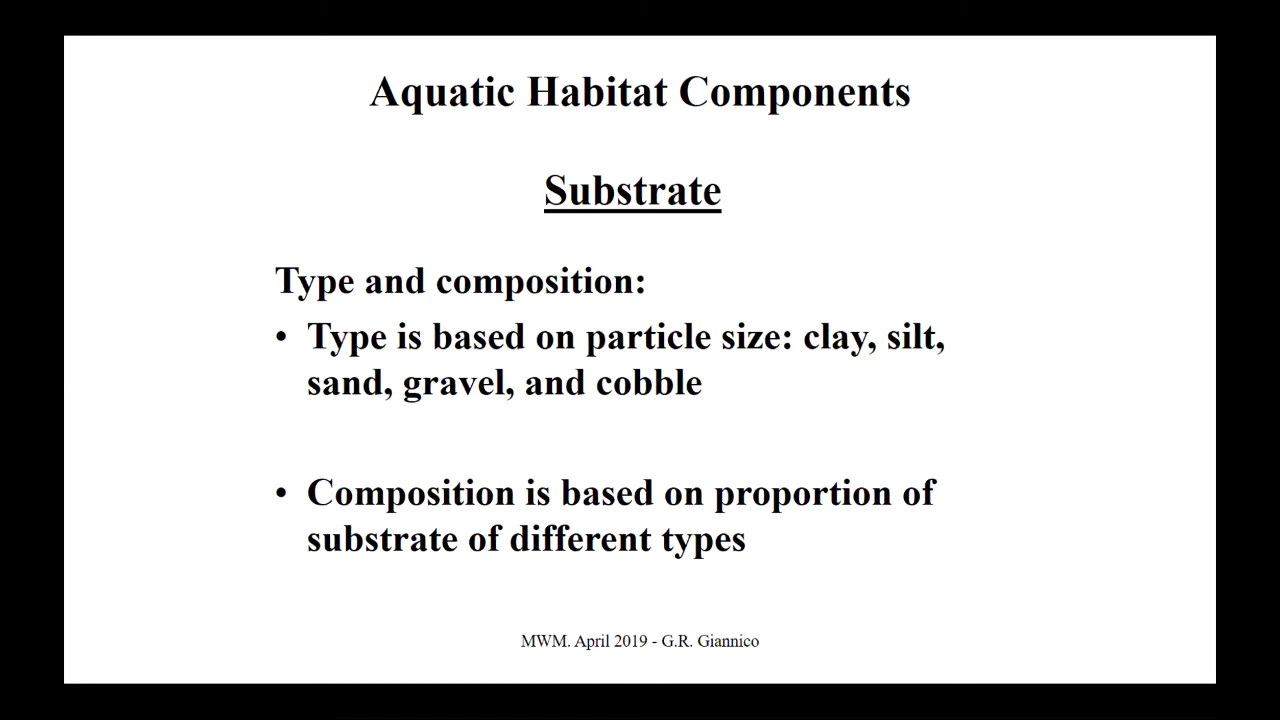 Aquatic Habitat Components
Substrate
Type and composition:
• Type is based on particle size: clay, silt,
sand, gravel, and cobble
• Composition is based on proportion of
substrate of different types
MWM. April 2019 - G.R. Giannico